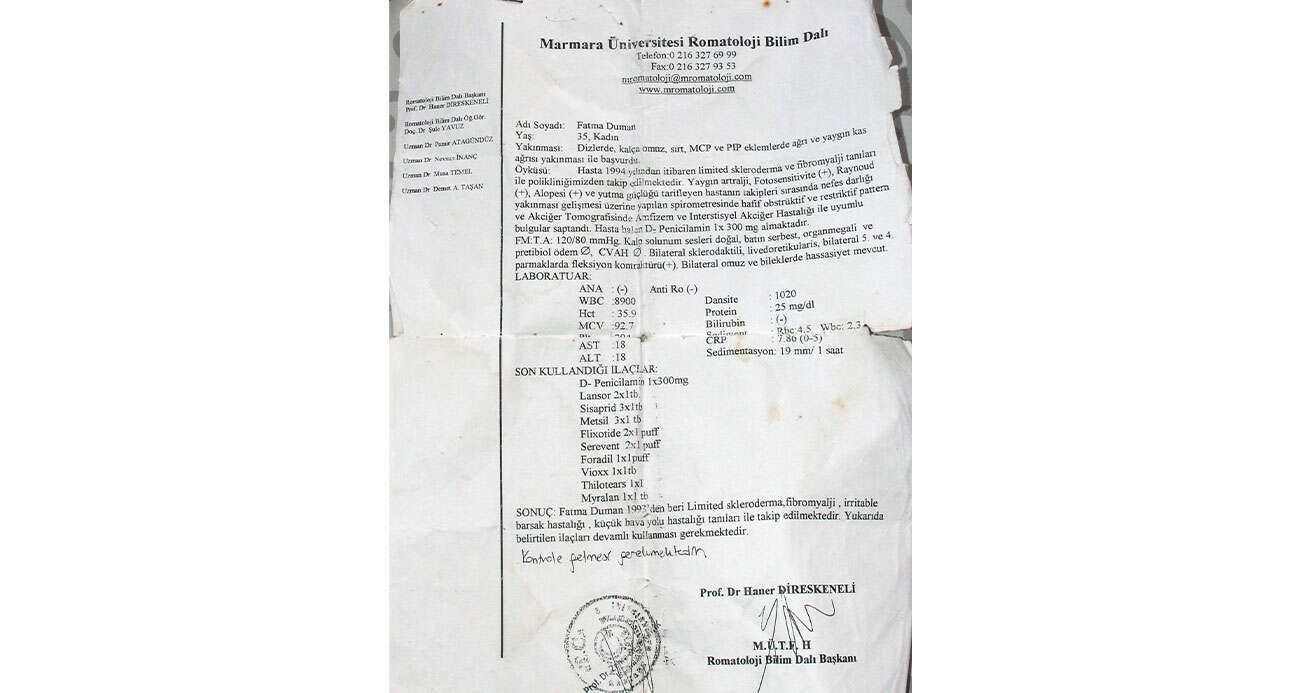 Marmara Üniversitesi Romatoloji Bilim Dalı
Telefon:0 216 327 69 99
Fax:0 216 327 93 53
mromatoloji@mromatoloji.com
www.mromatoloji.com
Romatoloji Bilim Dalı Başkanı
Prof. Dr Haner DİRESKENELİ
Romatoloji Bilim Dalı Öğ.Gör.
Doç. Dr Şule YAVUZ
Uzman Dr Pamir ATAGÜNDÜZ
Uzman Dr. Nevsun İNANÇ
Uzman Dr. Musa TEMEL
Uzman Dr. Demet A. TAŞAN
Adı Soyadı: Fatma Duman
Yaş: 35, Kadın
Yakınması: Dizlerde, kalça omuz, sırt, MCP ve PIP eklemlerde ağrı ve yaygın kas
ağrısı yakınması ile başvurdu.
Öyküsü: Hasta 1994 yılından itibaren limited skleroderma ve fibromyalji tanıları
ile polikliniğimizden takip edilmektedir. Yaygın artralji, Fotosensitivite (+), Raynoud
(+), Alopesi (+) ve yutma güçlüğü tarifleyen hastanın takipleri sırasında nefes darlığı
yakınması gelişmesi üzerine yapılan spirometresinde hafif obstrüktif ve restriktif pattern
ve Akciğer Tomografisinde Amfizem ve Interstisyel Akciğer Hastalığı ile uyumlu
bulgular saptandı. Hasta halen D- Penicilamin 1x 300 mg almaktadır.
FM:T.A: 120/80 mmHg. Kalp solunum sesleri doğal, batın serbest, organmegali ve
pretibiol ödem Ø, CVAH Ø. Bilateral sklerodaktili, livedoretikularis, bilateral 5. ve 4.
parmaklarda fleksiyon kontraktürü(+). Bilateral omuz ve bileklerde hassasiyet mevcut.
LABORATUAR:
ANA : (-) Anti Ro (-)
WBC :8900 Dansite : 1020
Hct : 35.9 Protein : 25 mg/dl
MCV :92.7 Bilirubin : (-)
Sediment : Rbc:4.5 Wbc: 2.3
AST :18 CRP : 7.86 (0-5)
ALT :18 Sedimentasyon: 19 mm/ 1 saat
SON KULLANDIĞI İLAÇLAR:
D- Penicilamin 1x300mg
Lansor 2x1tb.
Sisaprid 3x1tb
Metsil 3x1 tb
Flixotide 2x1 puff
Serevent 2x1 puff
Foradil 1x1puff
Vioxx 1x1tb
Thilotears 1x1
Myralan 1x1 tb
SONUÇ: Fatma Duman 1993'den beri Limited skleroderma,fibromyalji , irritable
barsak hastalığı , küçük hava yolu hastalığı tanıları ile takip edilmektedir. Yukarıda
belirtilen ilaçları devamlı kullanması gerekmektedir.
Kontrole gelmesi gerekmektedir
Prof. Dr Haner DİRESKENELİ
M.Ü.T.F. H
Romatoloji Bilim Dalı Başkanı